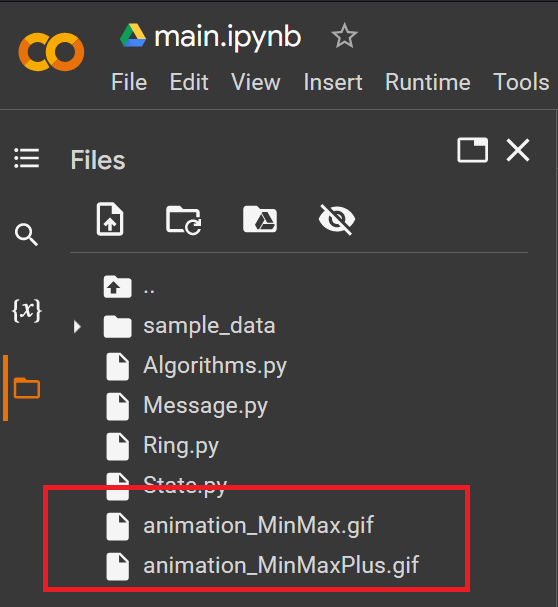 main.ipynb
File Edit View Insert Runtime Tools
Files
{x}
..
sample_data
Algorithms.py
Message.py
Ring.py
State.py
animation_MinMax.gif
animation_MinMaxPlus.gif